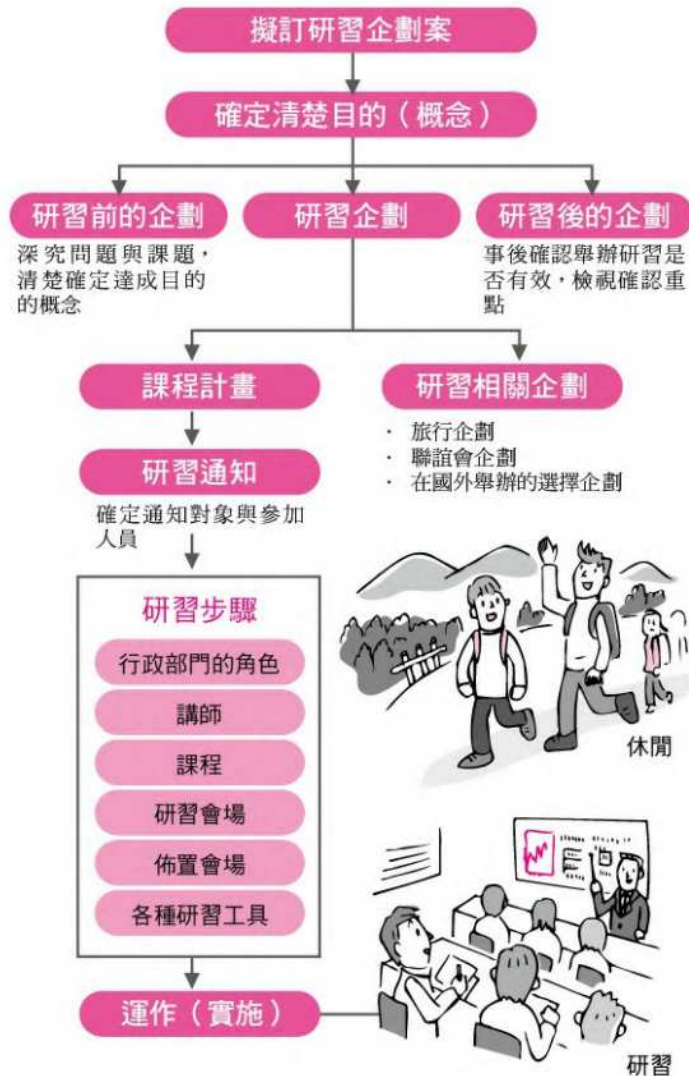 擬訂研習企劃案
確定清楚目的（概念）
研習前的企劃
深究問題與課題，
清楚確定達成目的
的概念
研習企劃
研習後的企劃
事後確認舉辦研習是
否有效，檢視確認重
點
課程計畫
研習通知
確定通知對象與參加
人員
研習相關企劃
· 旅行企劃
· 聯誼會企劃
· 在國外舉辦的選擇企劃
研習步驟
行政部門的角色
講師
課程
研習會場
佈置會場
各種研習工具
運作（實施）
休閒
研習